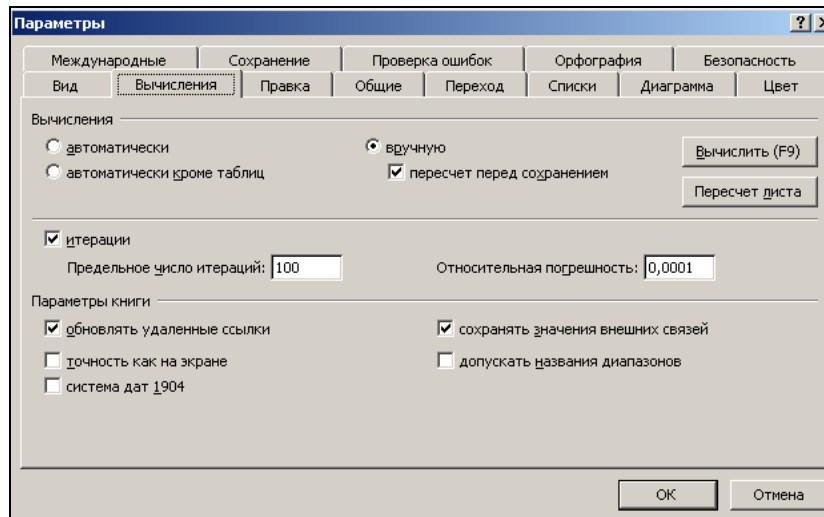 Параметры
Международные Сохранение Проверка ошибок Орфография Безопасность
Вид Вычисления Правка Общие Переход Списки Диаграмма Цвет
Вычисления
автоматически вручную Вычислить (F9)
автоматически кроме таблиц пересчет перед сохранением
Пересчет листа
итерации
Предельное число итераций: 100 Относительная погрешность: 0,0001
Параметры книги
обновлять удаленные ссылки сохранять значения внешних связей
точность как на экране допускать названия диапазонов
система дат 1904
ОК Отмена